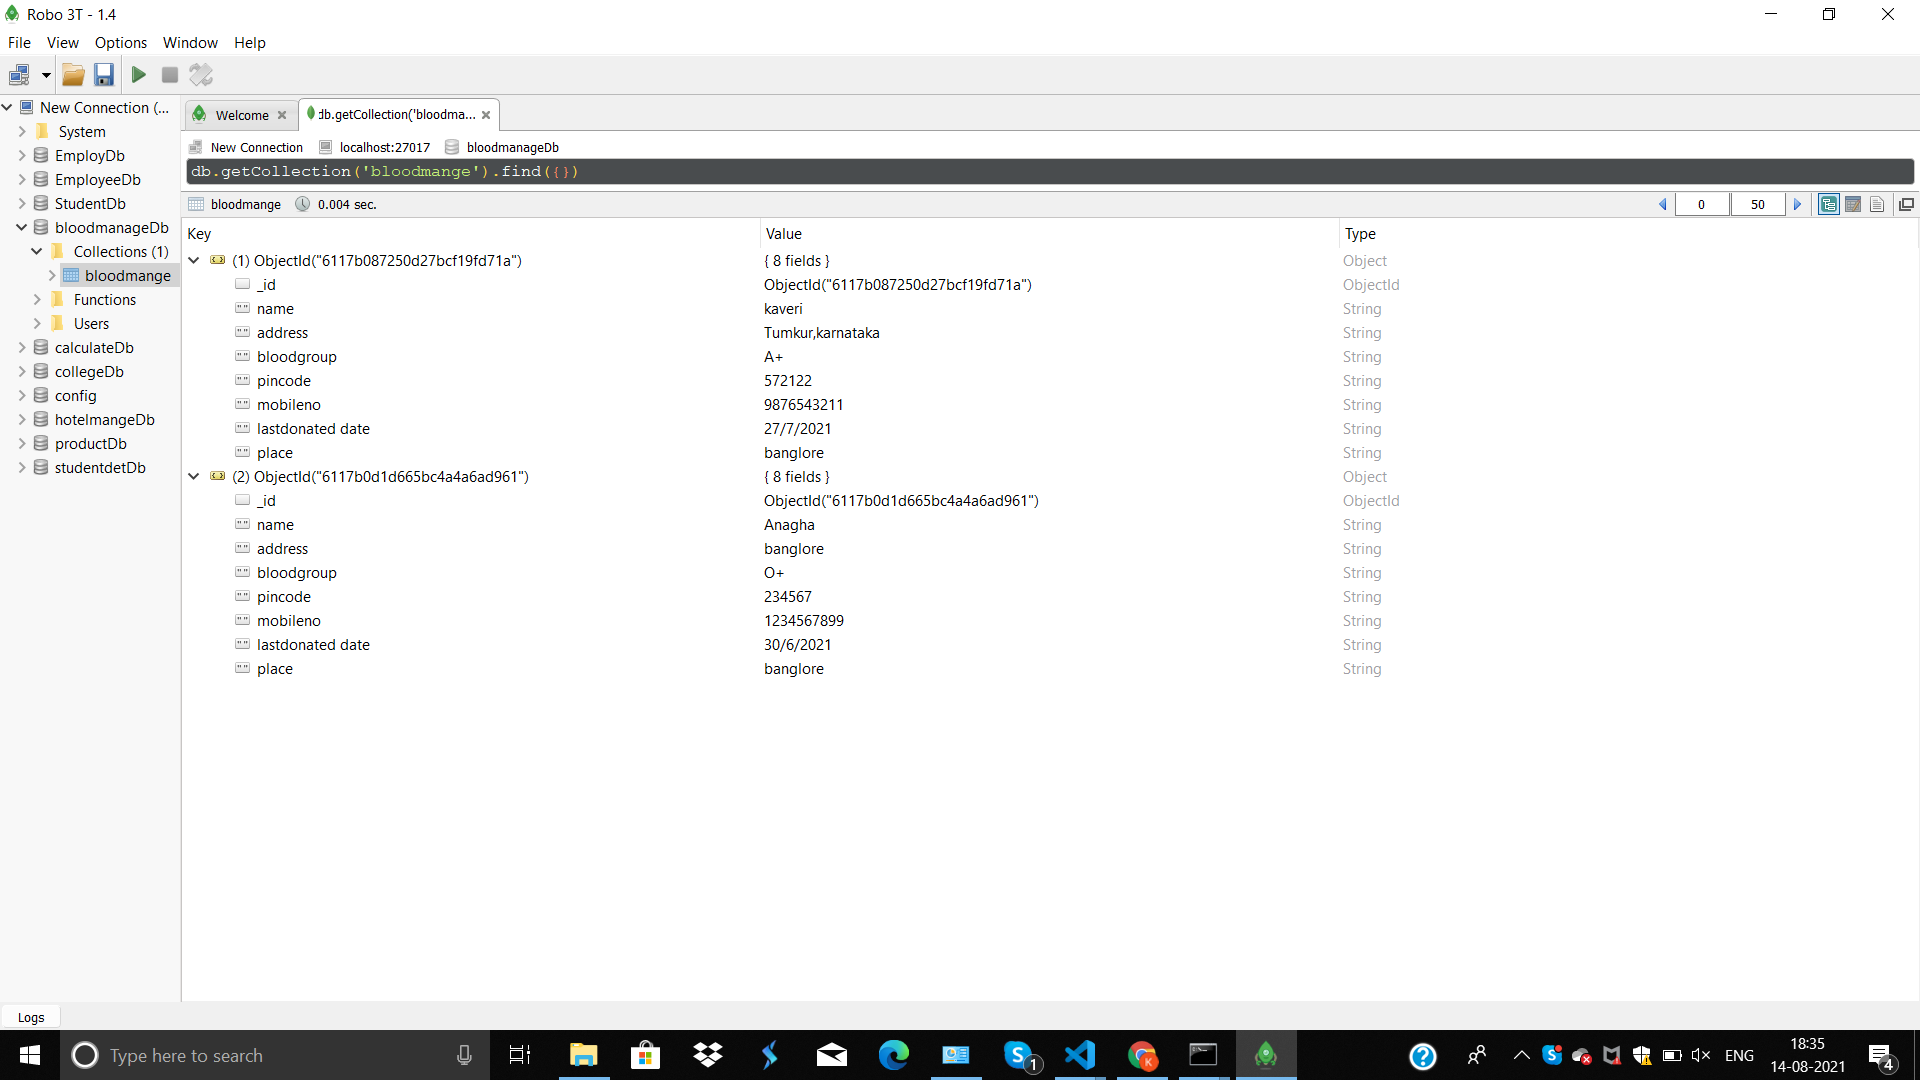 Robo 3T - 1.4
File View Options Window Help
New Connection (...
System
EmployDb
EmployeeDb
StudentDb
bloodmanageDb
Collections (1)
bloodmange
Functions
Users
calculateDb
collegeDb
config
hotelmangeDb
productDb
studentdetDb
Welcome
db.getCollection('bloodma...
New Connection localhost:27017 bloodmanageDb
db.getCollection('bloodmange').find({})
bloodmange 0.004 sec. 0 50
Key Value Type
(1) ObjectId("6117b087250d27bcf19fd71a") { 8 fields } Object
_id ObjectId("6117b087250d27bcf19fd71a") ObjectId
name kaveri String
address Tumkur,karnataka String
bloodgroup A+ String
pincode 572122 String
mobileno 9876543211 String
lastdonated date 27/7/2021 String
place banglore String
(2) ObjectId("6117b0d1d665bc4a4a6ad961") { 8 fields } Object
_id ObjectId("6117b0d1d665bc4a4a6ad961") ObjectId
name Anagha String
address banglore String
bloodgroup O+ String
pincode 234567 String
mobileno 1234567899 String
lastdonated date 30/6/2021 String
place banglore String
Logs
Type here to search
1
K
ENG
18:35
14-08-2021
4